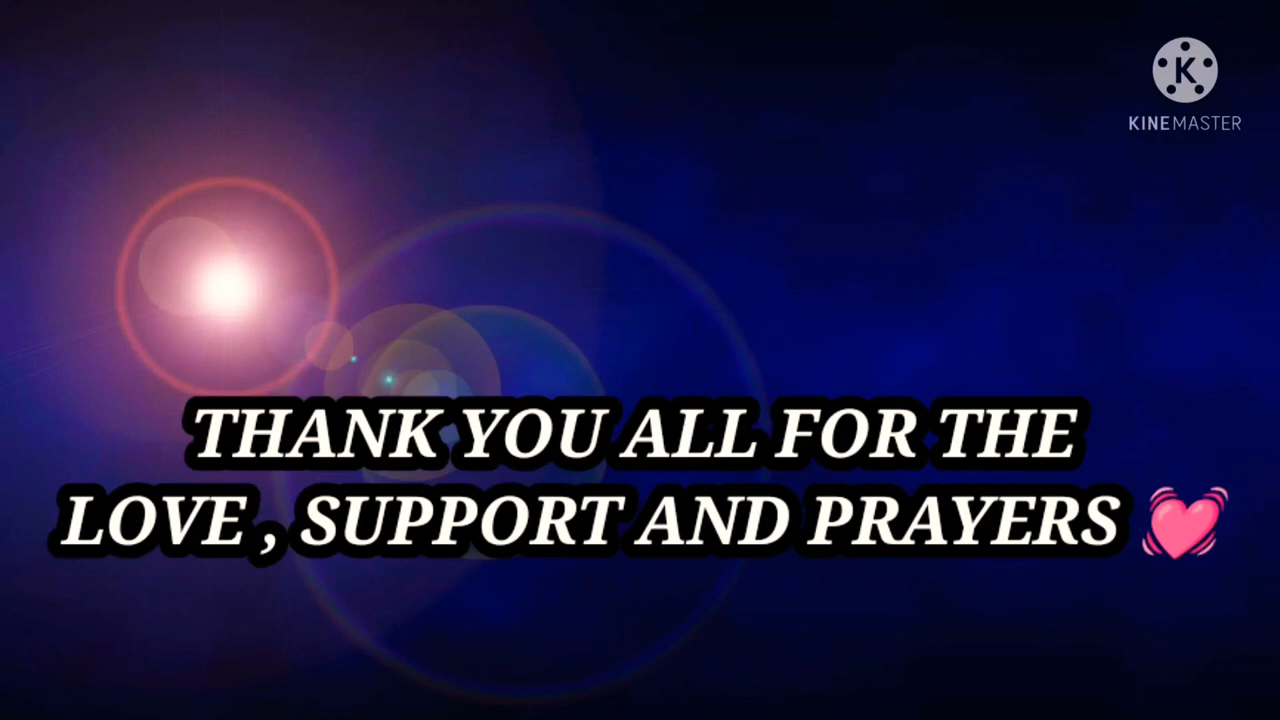 K
KINEMASTER
THANK YOU ALL FOR THE
LOVE , SUPPORT AND PRAYERS 💓